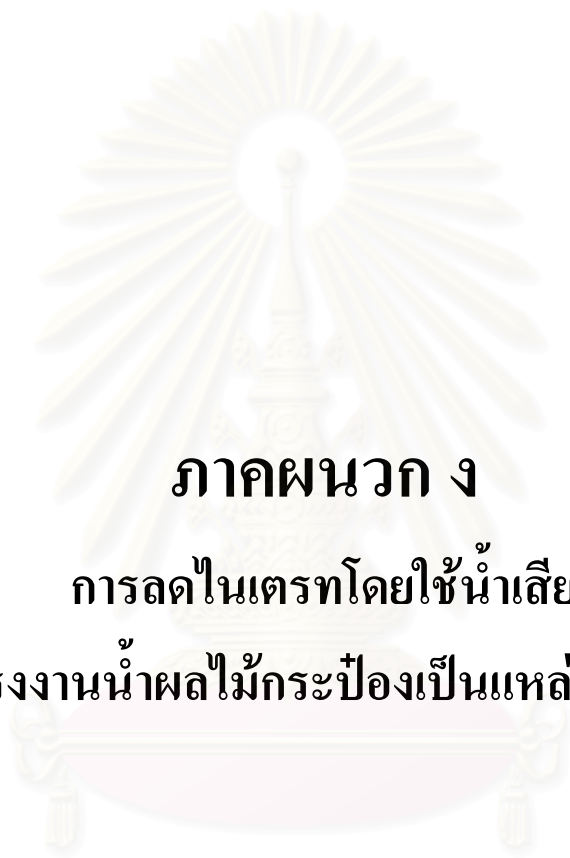 ภาคผนวก ง
การลดไนเตรทโดยใช้น้ำเสีย
รงงานน้ำผลไม้กระป๋องเป็นแหล่